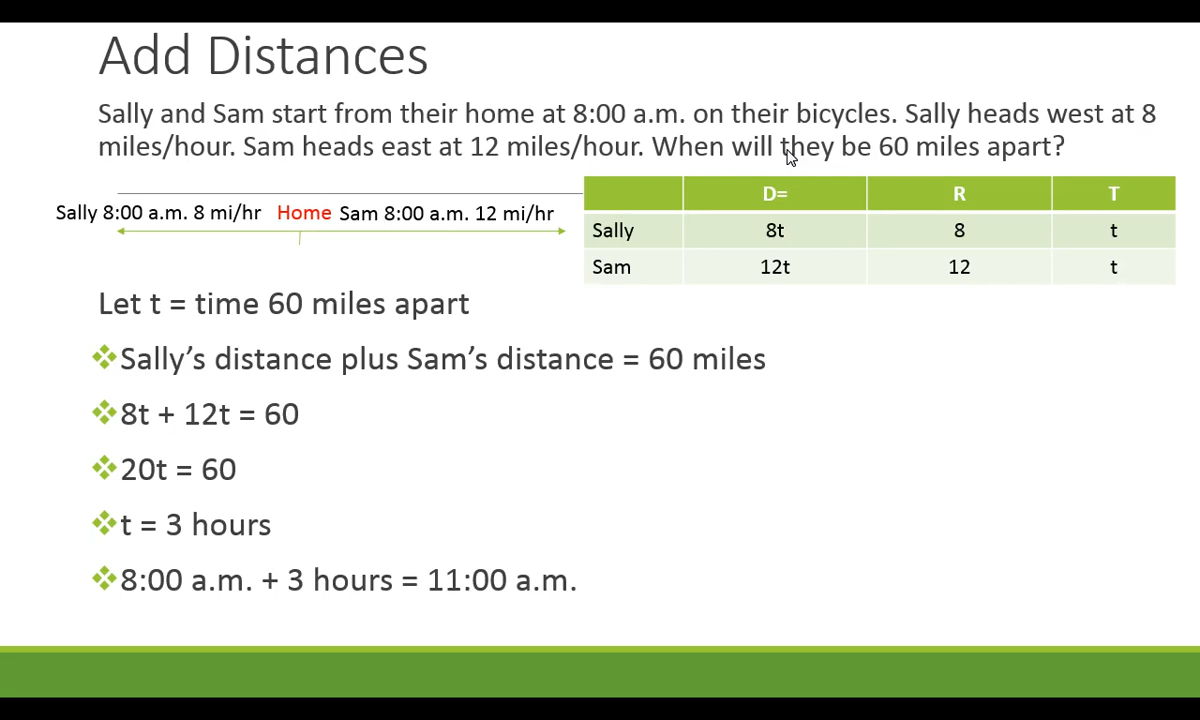 Add Distances
Sally and Sam start from their home at 8:00 a.m. on their bicycles. Sally heads west at 8
miles/hour. Sam heads east at 12 miles/hour. When will they be 60 miles apart?
Sally 8:00 a.m. 8 mi/hr Home Sam 8:00 a.m. 12 mi/hr
D= R T
Sally 8t 8 t
Sam 12t 12 t
Let t = time 60 miles apart
Sally’s distance plus Sam’s distance = 60 miles
8t + 12t = 60
20t = 60
t = 3 hours
8:00 a.m. + 3 hours = 11:00 a.m.